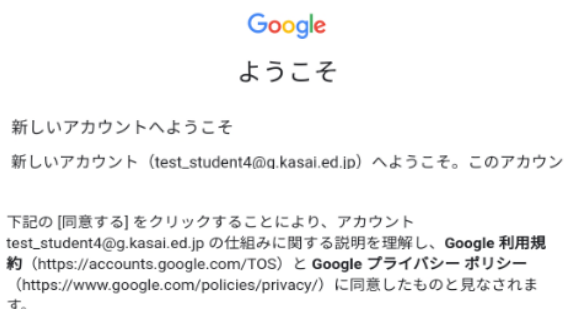 Google
ようこそ
新しいアカウントへようこそ
新しいアカウント（test_student4@g.kasai.ed.jp）へようこそ。このアカウン
下記の [同意する] をクリックすることにより、アカウント
test_student4@g.kasai.ed.jp の仕組みに関する説明を理解し、Google 利用規
約（https://accounts.google.com/TOS）と Google プライバシー ポリシー
（https://www.google.com/policies/privacy/）に同意したものと見なされま
す。